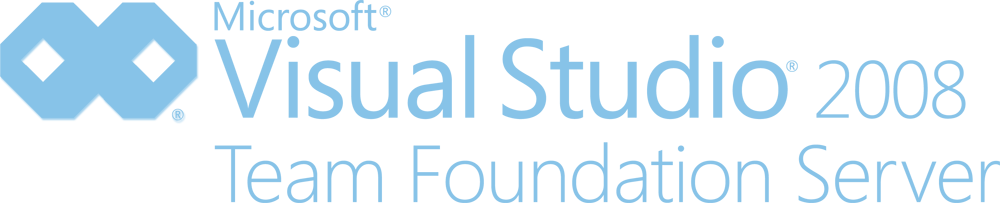 Microsoft®
Visual Studio® 2008
Team Foundation Server
®